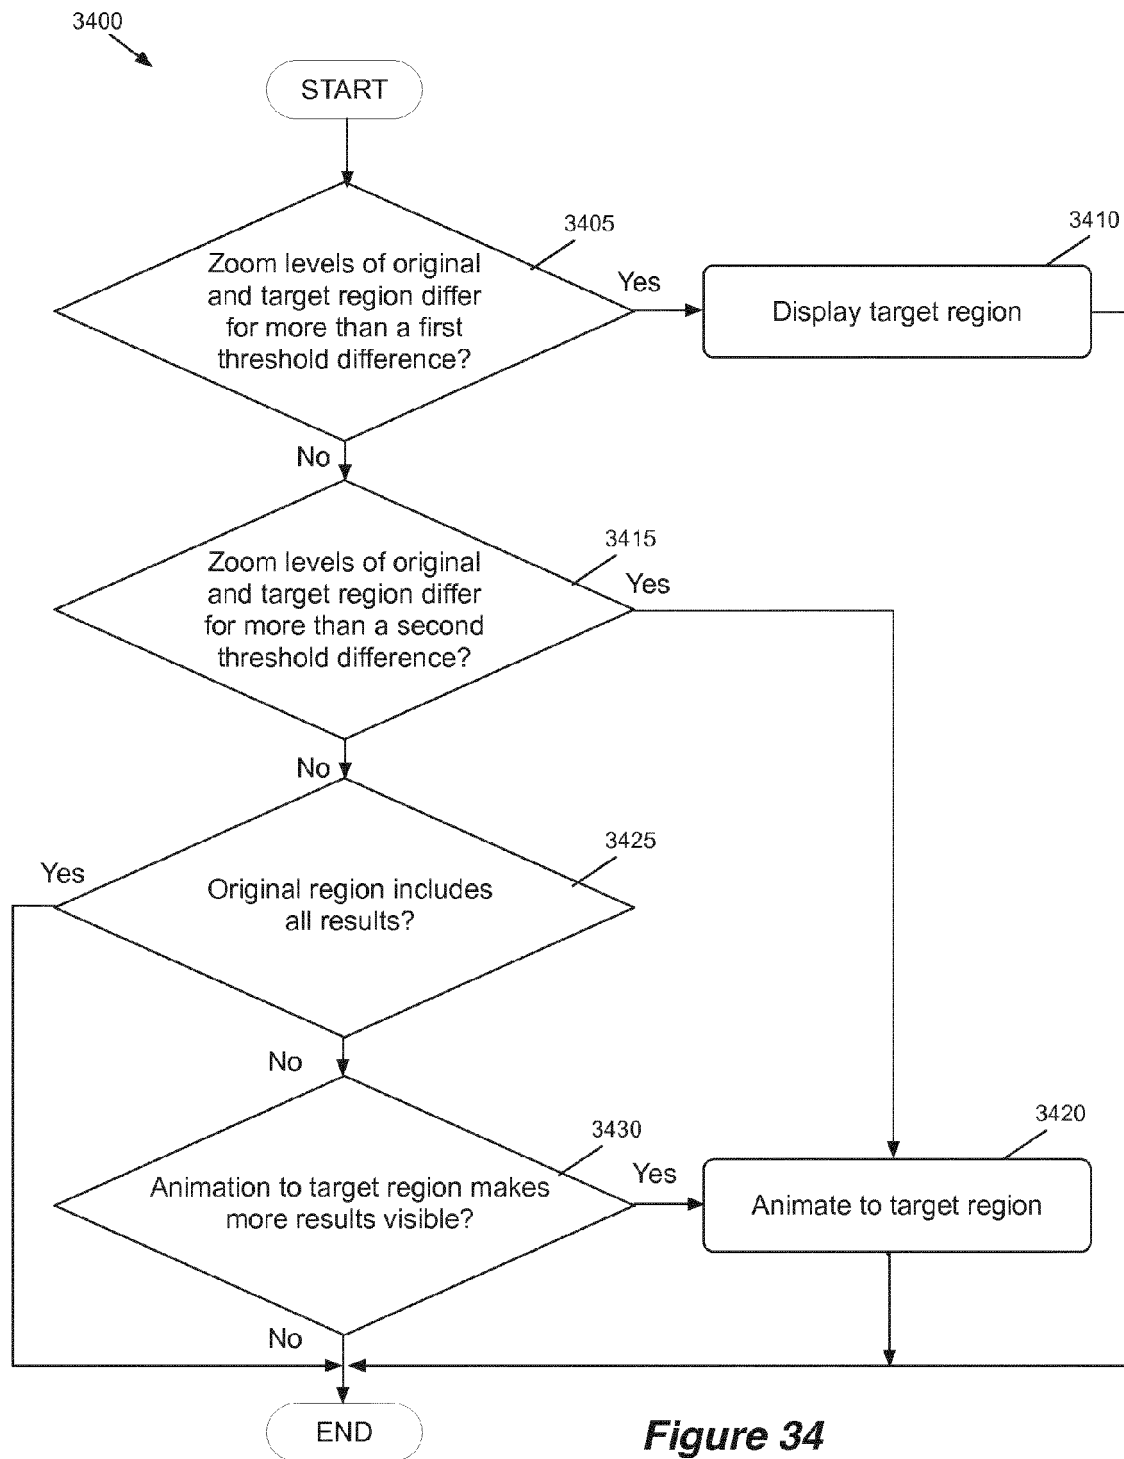 3400
START
3405
Zoom levels of original
and target region differ
for more than a first
threshold difference?
Yes
3410
Display target region
No
3415
Zoom levels of original
and target region differ
for more than a second
threshold difference?
Yes
No
3425
Yes
Original region includes
all results?
No
3430
Animation to target region makes
more results visible?
Yes
3420
Animate to target region
No
END
Figure 34